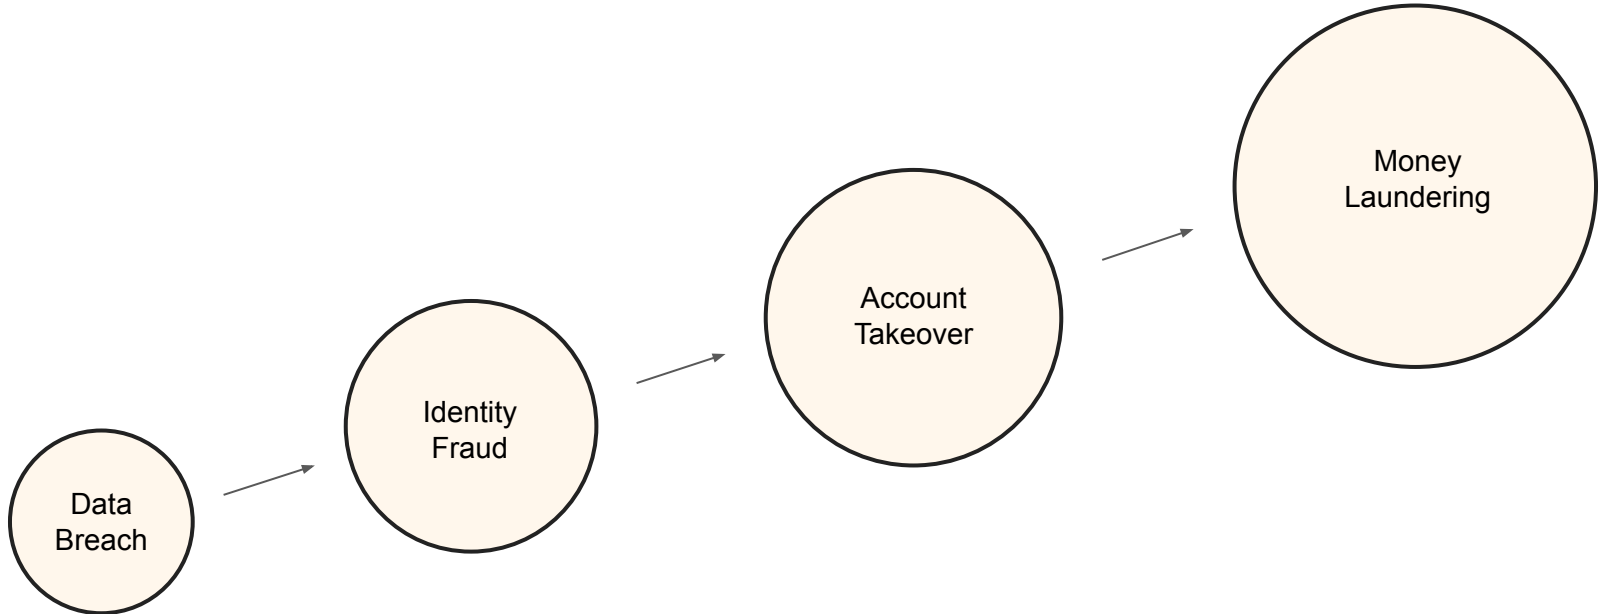 Data
Breach
Identity
Fraud
Account
Takeover
Money
Laundering